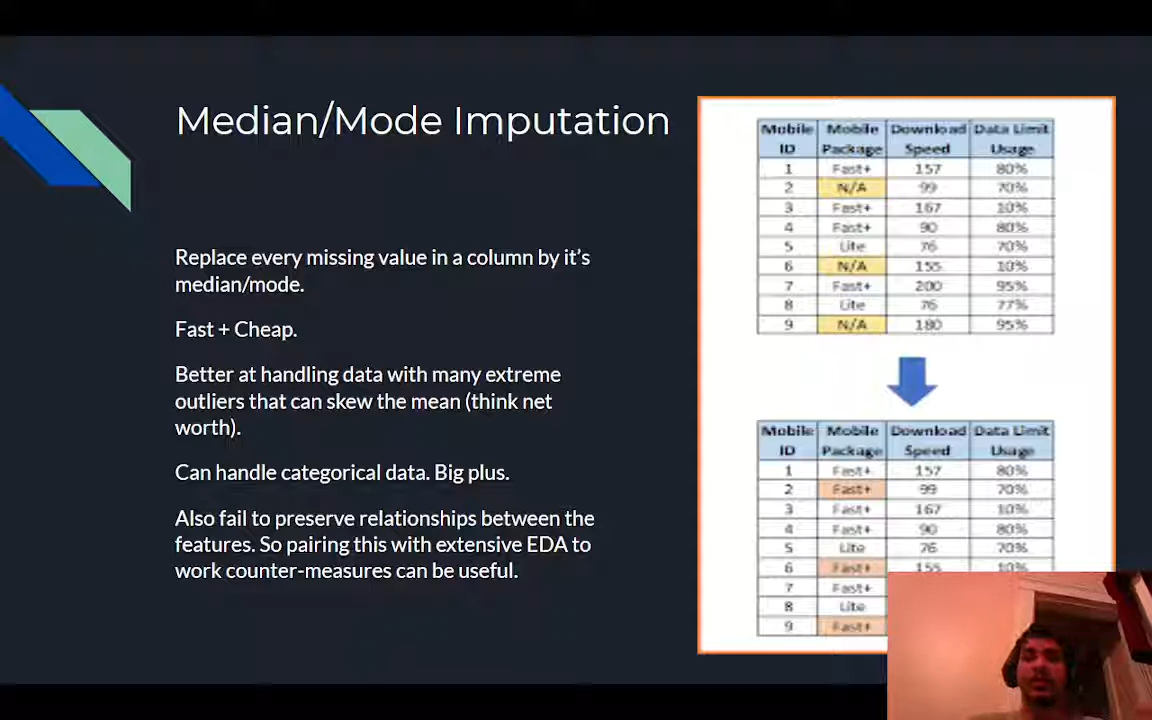 Median/Mode Imputation
Replace every missing value in a column by it's
median/mode.
Fast + Cheap.
Better at handling data with many extreme
outliers that can skew the mean (think net
worth).
Can handle categorical data. Big plus.
Also fail to preserve relationships between the
features. So pairing this with extensive EDA to
work counter-measures can be useful.
Mobile ID Mobile Package Download Speed Data Limit Usage
1 Fast+ 157 80%
2 N/A 99 70%
3 Fast+ 167 10%
4 Fast+ 90 80%
5 Lite 76 70%
6 N/A 155 10%
7 Fast+ 200 95%
8 Lite 76 77%
9 N/A 180 95%
Mobile ID Mobile Package Download Speed Data Limit Usage
1 Fast+ 157 80%
2 Fast+ 99 70%
3 Fast+ 167 10%
4 Fast+ 90 80%
5 Lite 76 70%
6 Fast+ 155 10%
7 Fast+
8 Lite
9 Fast+